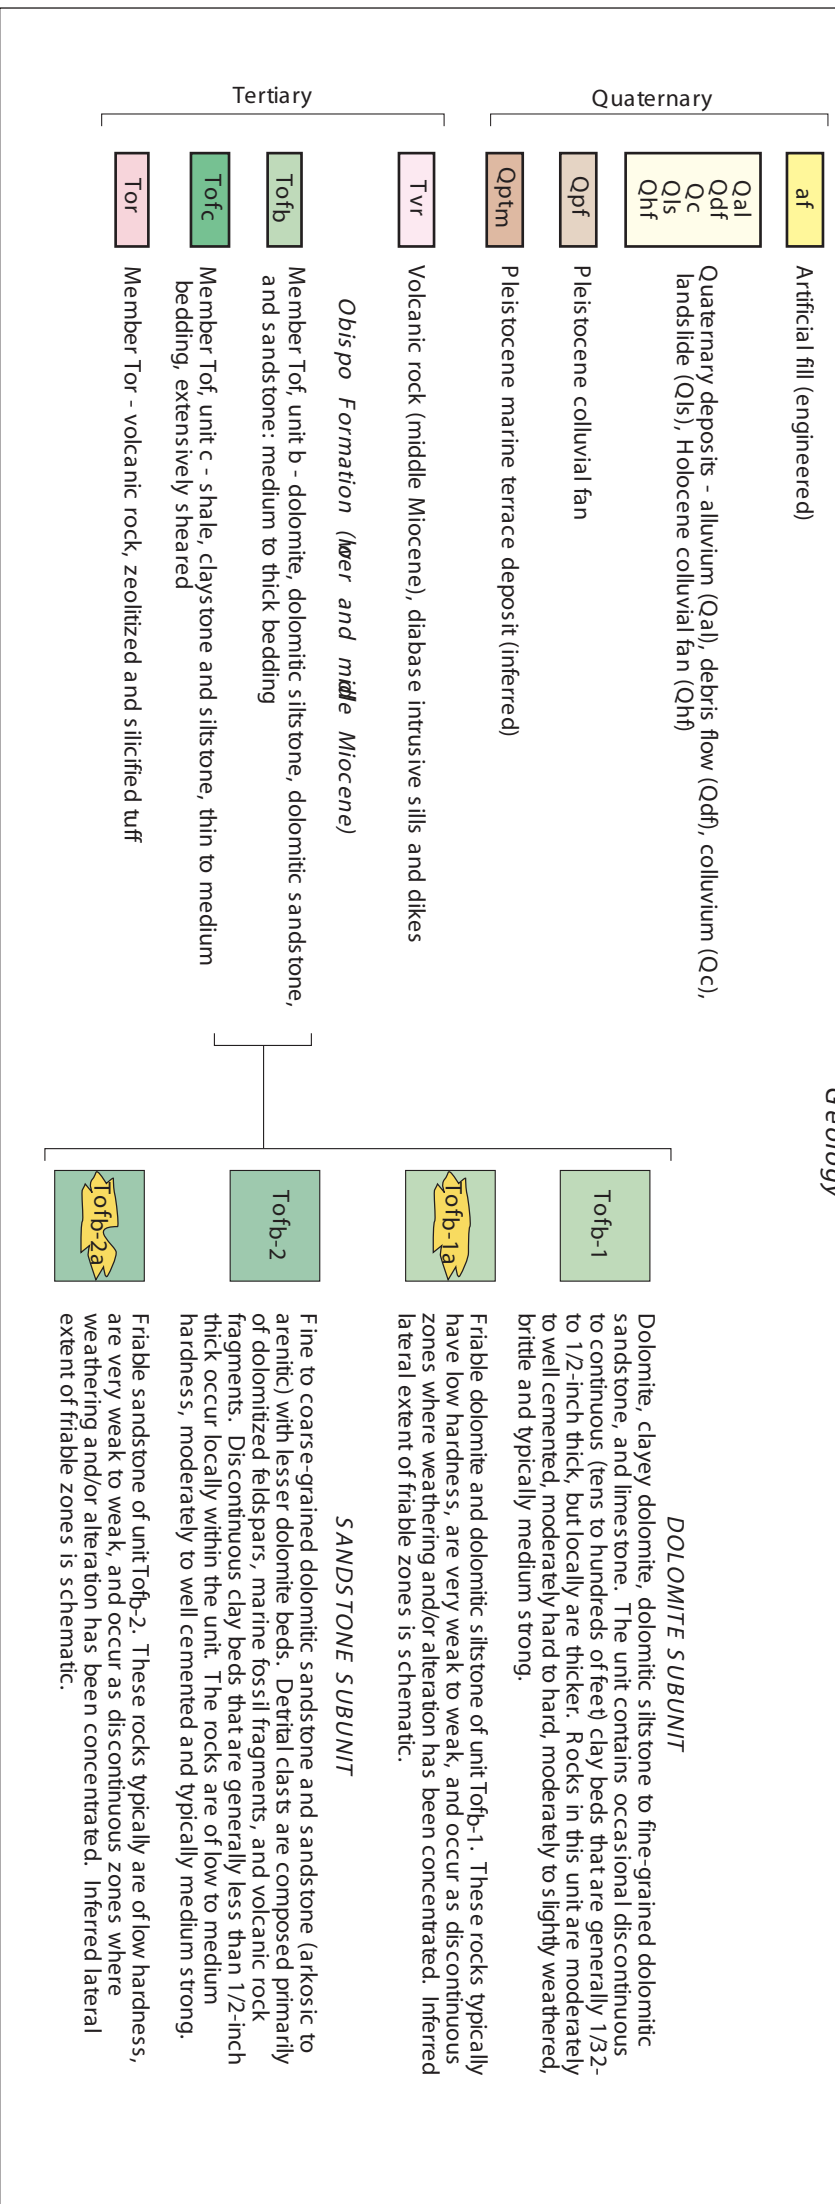 Geology
Quaternary
af
Artificial fill (engineered)
Qal
Qdf
Qc
Qls
Qhf
Quaternary deposits - alluvium (Qal), debris flow (Qdf), colluvium (Qc),
landslide (Qls), Holocene colluvial fan (Qhf)
Qpf
Pleistocene colluvial fan
Qptm
Pleistocene marine terrace deposit (inferred)
Tertiary
Tvr
Volcanic rock (middle Miocene), diabase intrusive sills and dikes
Obispo Formation (lower and middle Miocene)
Tofb
Member Tof, unit b - dolomite, dolomitic siltstone, dolomitic sandstone,
and sandstone: medium to thick bedding
Tofc
Member Tof, unit c - shale, claystone and siltstone, thin to medium
bedding, extensively sheared
Tor
Member Tor - volcanic rock, zeolitized and silicified tuff
DOLOMITE SUBUNIT
Tofb-1
Dolomite, clayey dolomite, dolomitic siltstone to fine-grained dolomitic
sandstone, and limestone. The unit contains occasional discontinuous
to continuous (tens to hundreds of feet) clay beds that are generally 1/32-
to 1/2-inch thick, but locally are thicker. Rocks in this unit are moderately
to well cemented, moderately hard to hard, moderately to slightly weathered,
brittle and typically medium strong.
Tofb-1a
Friable dolomite and dolomitic siltstone of unit Tofb-1. These rocks typically
have low hardness, are very weak to weak, and occur as discontinuous
zones where weathering and/or alteration has been concentrated. Inferred
lateral extent of friable zones is schematic.
SANDSTONE SUBUNIT
Tofb-2
Fine to coarse-grained dolomitic sandstone and sandstone (arkosic to
arenitic) with lesser dolomite beds. Detrital clasts are composed primarily
of dolomitized feldspars, marine fossil fragments, and volcanic rock
fragments. Discontinuous clay beds that are generally less than 1/2-inch
thick occur locally within the unit. The rocks are of low to medium
hardness, moderately to well cemented and typically medium strong.
Tofb-2a
Friable sandstone of unit Tofb-2. These rocks typically are of low hardness,
are very weak to weak, and occur as discontinuous zones where
weathering and/or alteration has been concentrated. Inferred lateral
extent of friable zones is schematic.